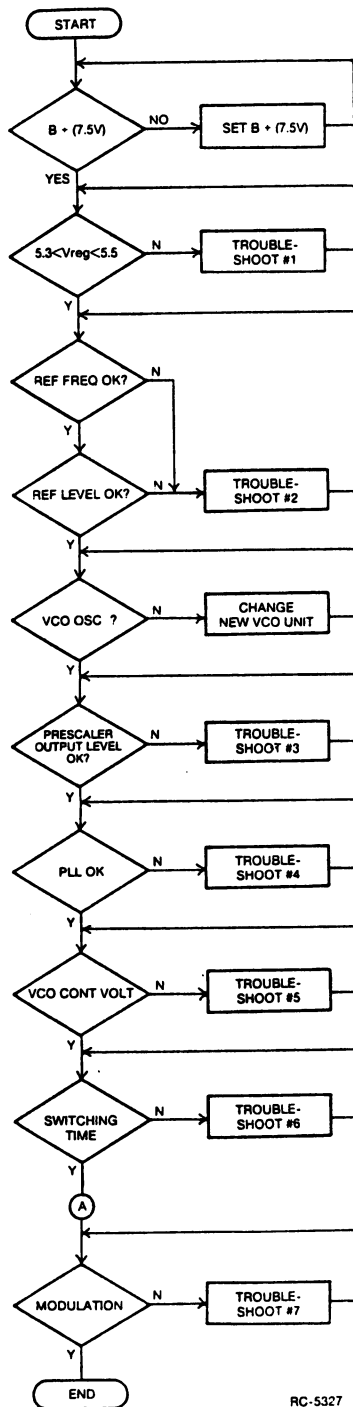 START
B + (7.5V)
NO
SET B + (7.5V)
YES
5.3<Vreg<5.5
N
TROUBLE-
SHOOT #1
Y
REF FREQ OK?
N
Y
REF LEVEL OK?
N
TROUBLE-
SHOOT #2
Y
VCO OSC ?
N
CHANGE
NEW VCO UNIT
Y
PRESCALER
OUTPUT LEVEL
OK?
N
TROUBLE-
SHOOT #3
Y
PLL OK
N
TROUBLE-
SHOOT #4
Y
VCO CONT VOLT
N
TROUBLE-
SHOOT #5
Y
SWITCHING
TIME
N
TROUBLE-
SHOOT #6
Y
A
MODULATION
N
TROUBLE-
SHOOT #7
Y
END
RC-5327